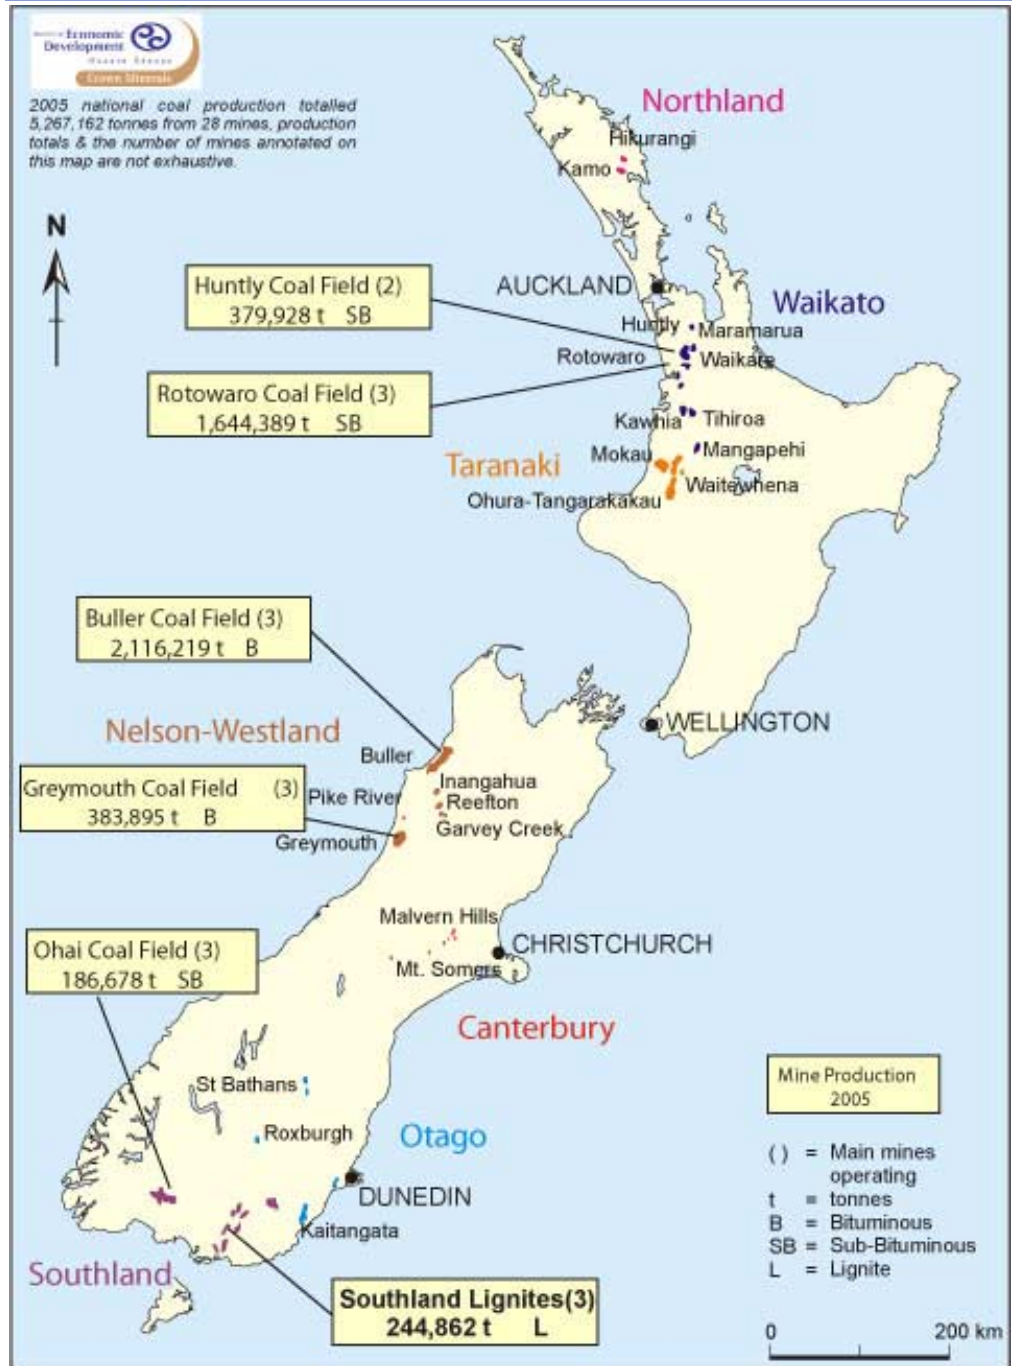 Economic
Development
Crown Minerals
2005 national coal production totalled
5,267,162 tonnes from 28 mines, production
totals & the number of mines annotated on
this map are not exhaustive.
N
Northland
Hikurangi
Kamo
Huntly Coal Field (2)
379,928 t SB
AUCKLAND
Waikato
Huntly
Maramarua
Rotowaro
Waikare
Rotowaro Coal Field (3)
1,644,389 t SB
Kawhia
Tihiroa
Mokau
Mangapehi
Taranaki
Waitewhena
Ohura-Tangarakakau
Buller Coal Field (3)
2,116,219 t B
WELLINGTON
Nelson-Westland
Buller
Inangahua
Greymouth Coal Field (3)
383,895 t B
Pike River
Reefton
Garvey Creek
Greymouth
Malvern Hills
CHRISTCHURCH
Mt. Somers
Ohai Coal Field (3)
186,678 t SB
Canterbury
St Bathans
Roxburgh
Otago
DUNEDIN
Kaitangata
Southland
Southland Lignites(3)
244,862 t L
Mine Production
2005
( ) = Main mines
operating
t = tonnes
B = Bituminous
SB = Sub-Bituminous
L = Lignite
0 200 km